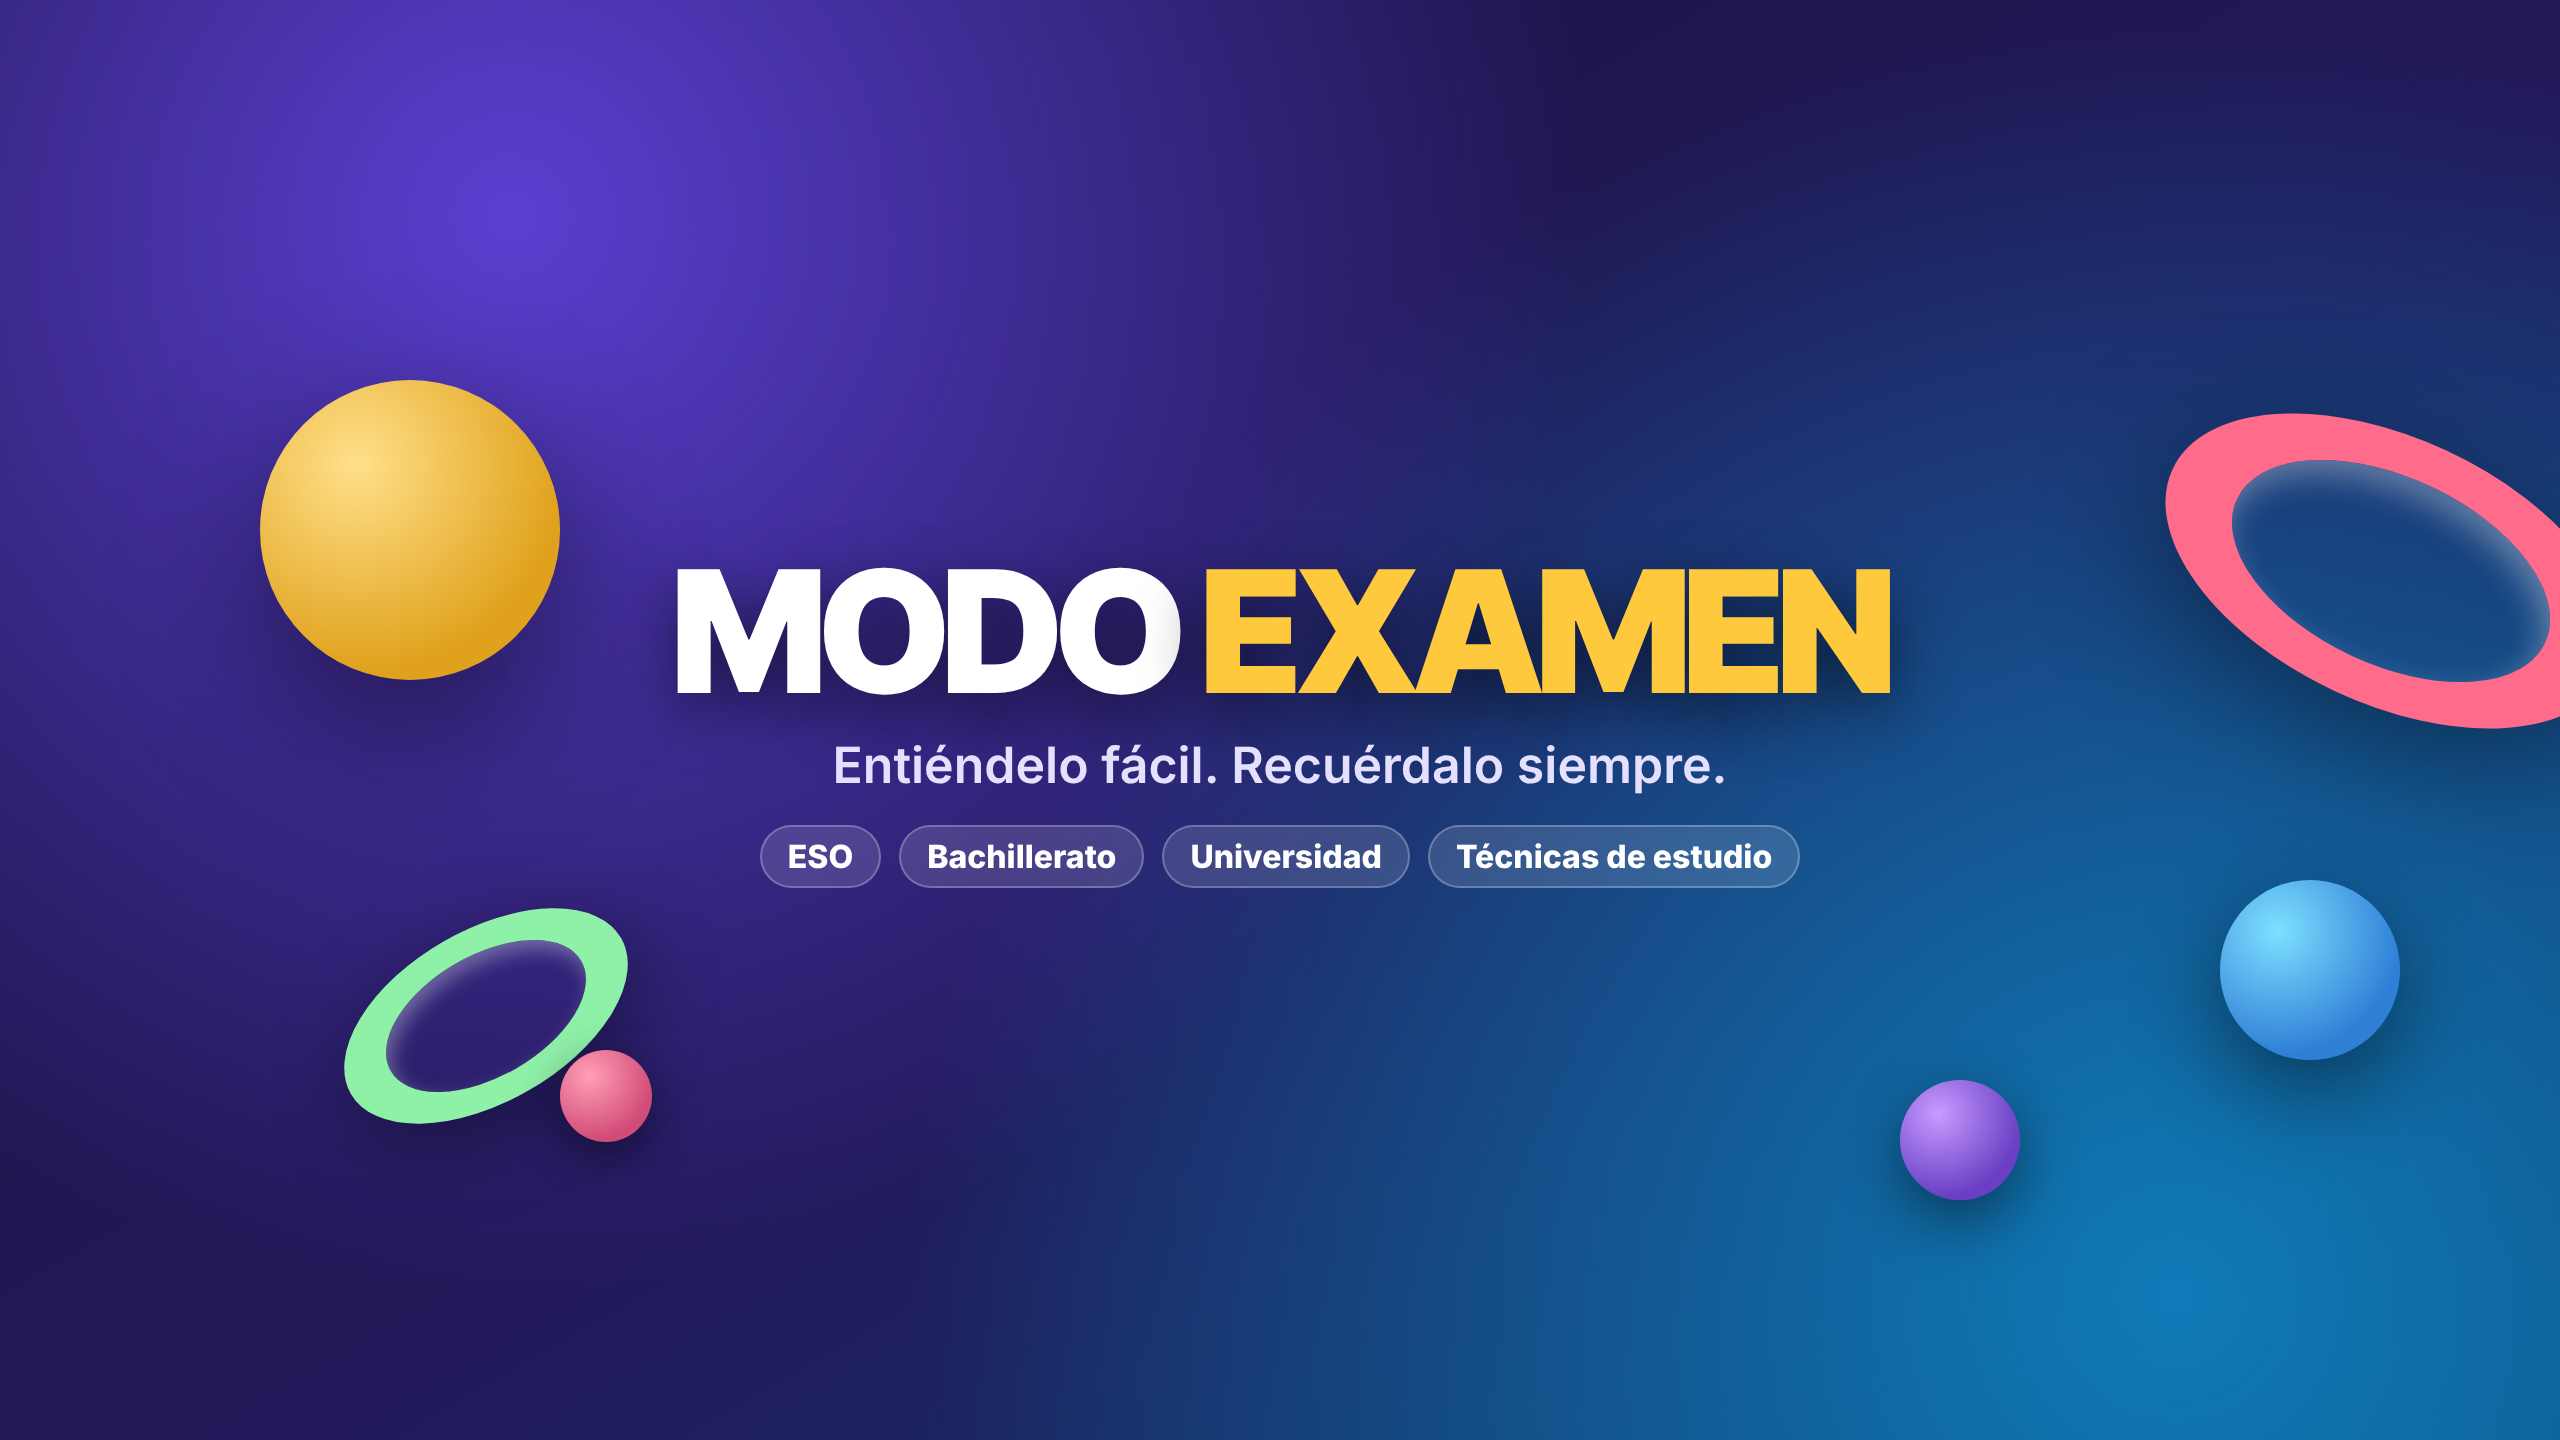 MODO EXAMEN
Entiéndelo fácil. Recuérdalo siempre.
ESO Bachillerato Universidad Técnicas de estudio